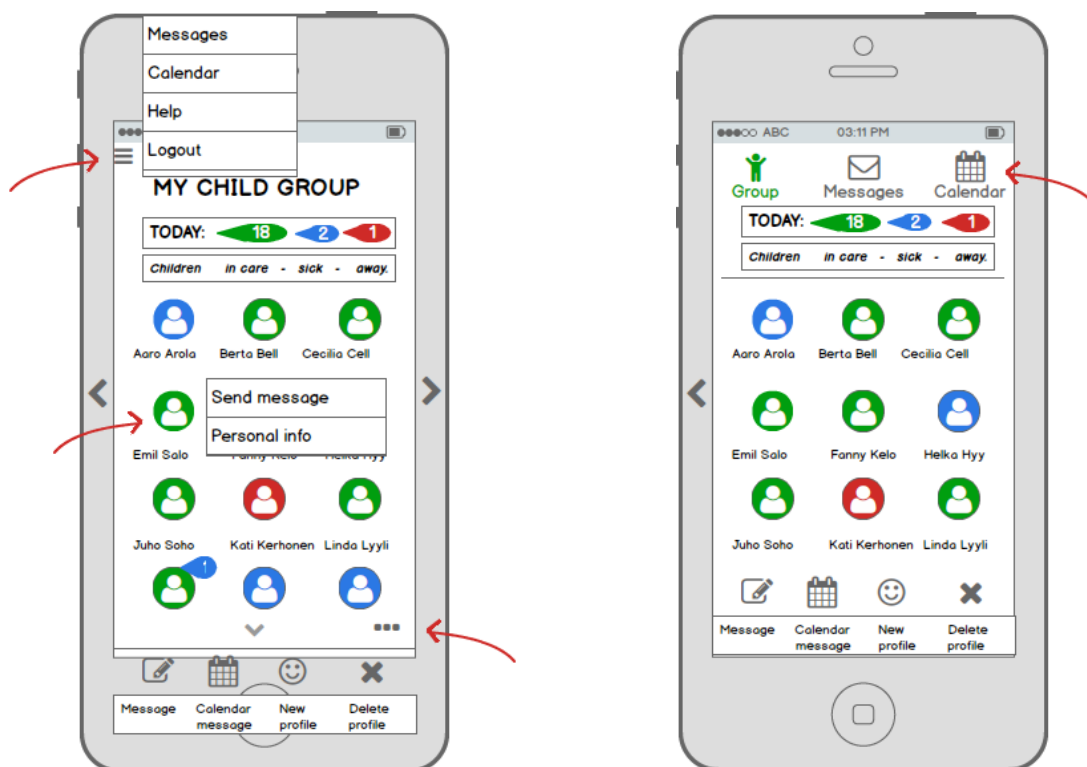 Messages
Calendar
Help
Logout
MY CHILD GROUP
TODAY: 18 2 1
Children in care - sick - away.
Aaro Arola Berta Bell Cecilia Cell
Send message
Personal info
Emil Salo Fanny Kelo Helka Hyy
Juho Soho Kati Kerhonen Linda Lyyli
1
Message Calendar message New profile Delete profile
ABC 03:11 PM
Group Messages Calendar
TODAY: 18 2 1
Children in care - sick - away.
Aaro Arola Berta Bell Cecilia Cell
Emil Salo Fanny Kelo Helka Hyy
Juho Soho Kati Kerhonen Linda Lyyli
Message Calendar message New profile Delete profile